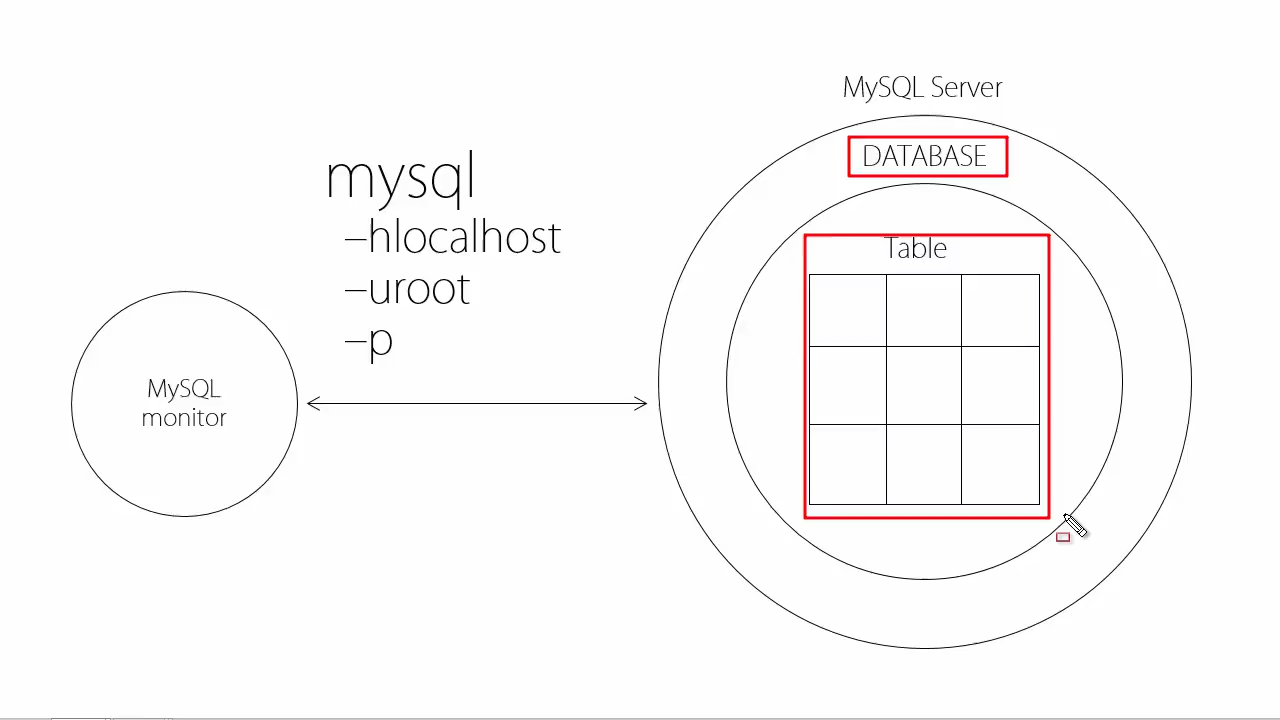 MySQL Server
DATABASE
mysql
–hlocalhost
–uroot
–p
Table
MySQL
monitor